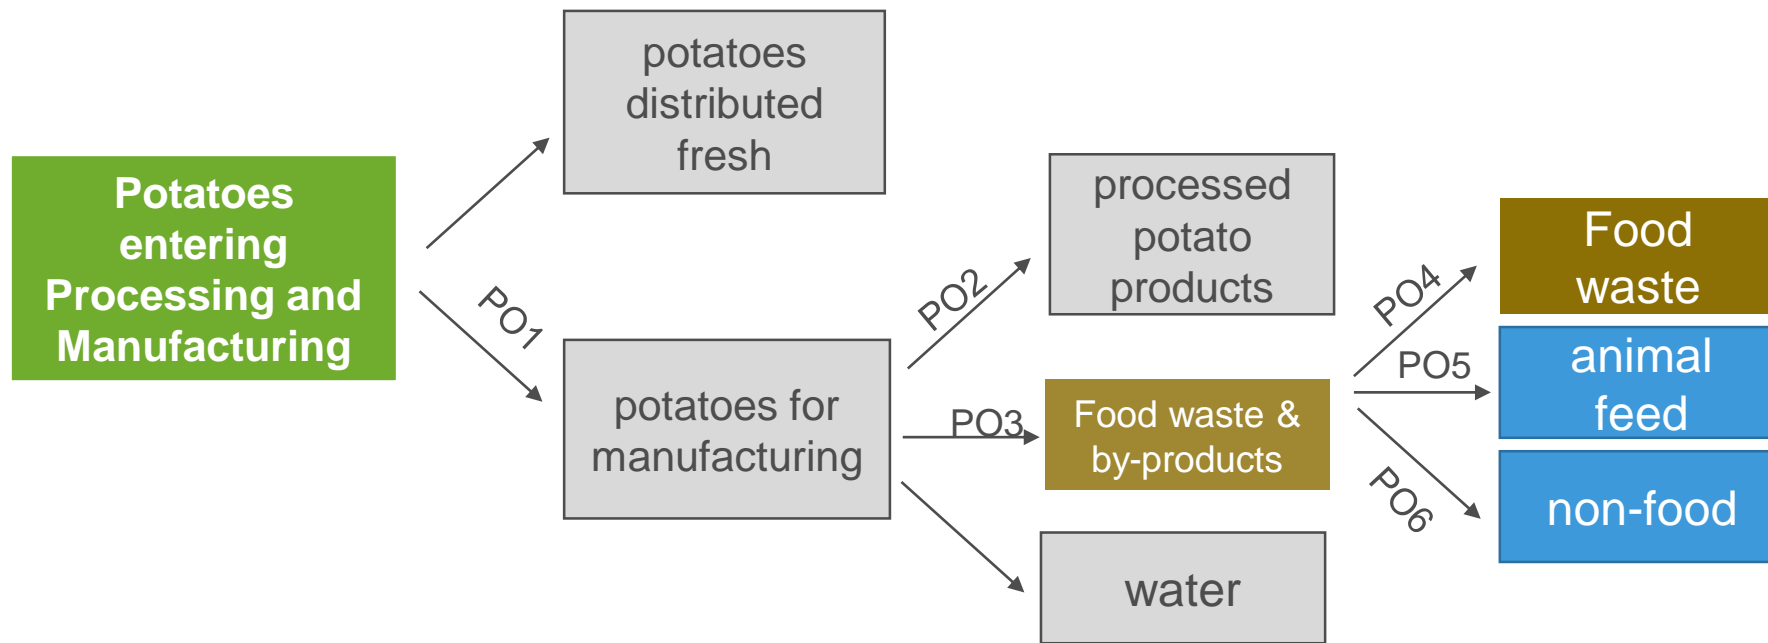 Potatoes
entering
Processing and
Manufacturing
potatoes
distributed
fresh
PO1
potatoes for
manufacturing
PO2
processed
potato
products
PO3
Food waste &
by-products
water
PO4
Food
waste
PO5
animal
feed
PO6
non-food